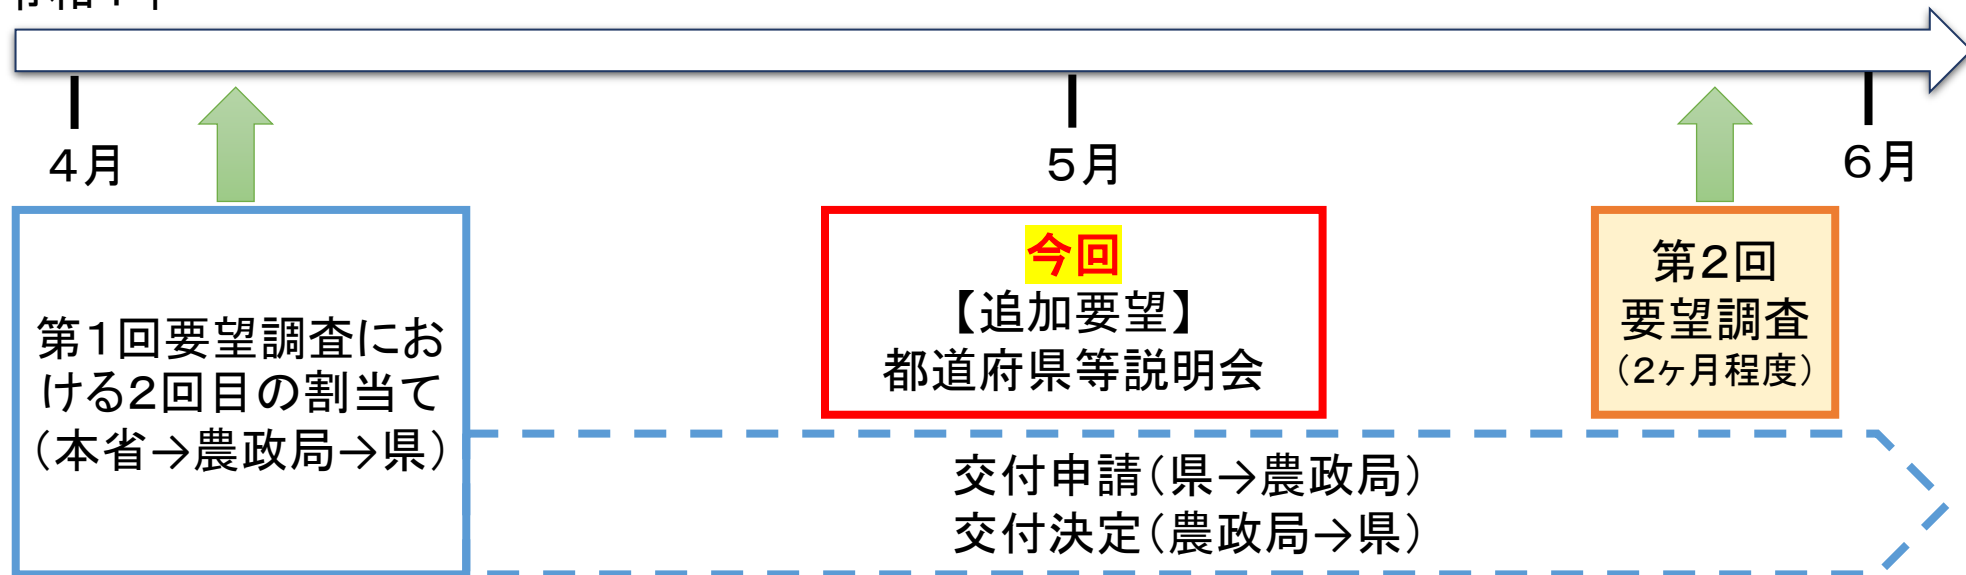 4月
5月
6月
第1回要望調査にお
ける2回目の割当て
（本省→農政局→県）
今回
【追加要望】
都道府県等説明会
第2回
要望調査
（2ヶ月程度）
交付申請（県→農政局）
交付決定（農政局→県）